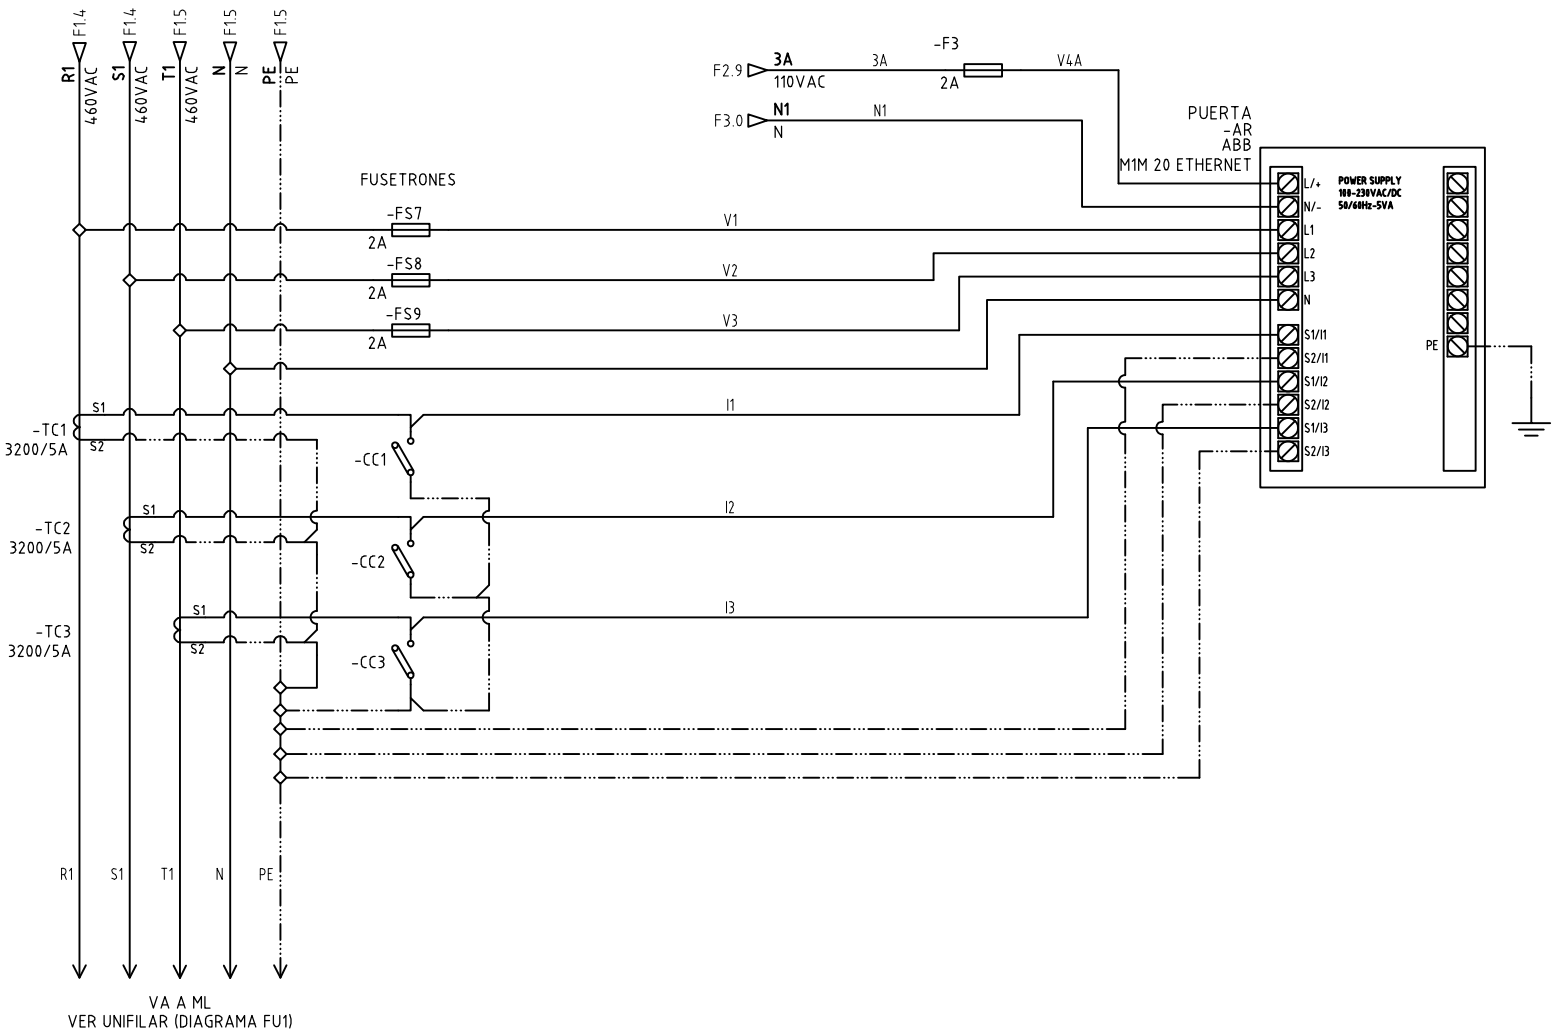 F1.4
F1.4
F1.5
F1.5
F1.5
R1
460VAC
S1
460VAC
T1
460VAC
N
N
PE
PE
F2.9
3A
110VAC
3A
-F3
2A
V4A
F3.0
N1
N
N1
PUERTA
-AR
ABB
M1M 20 ETHERNET
POWER SUPPLY
100-230VAC/DC
50/60Hz-5VA
L/+
N/-
L1
L2
L3
N
S1/I1
S2/I1
S1/I2
S2/I2
S1/I3
S2/I3
PE
FUSETRONES
-FS7
2A
V1
-FS8
2A
V2
-FS9
2A
V3
S1
-TC1
3200/5A
S2
I1
-CC1
S1
-TC2
3200/5A
S2
I2
-CC2
S1
-TC3
3200/5A
S2
I3
-CC3
R1
S1
T1
N
PE
VA A ML
VER UNIFILAR (DIAGRAMA FU1)